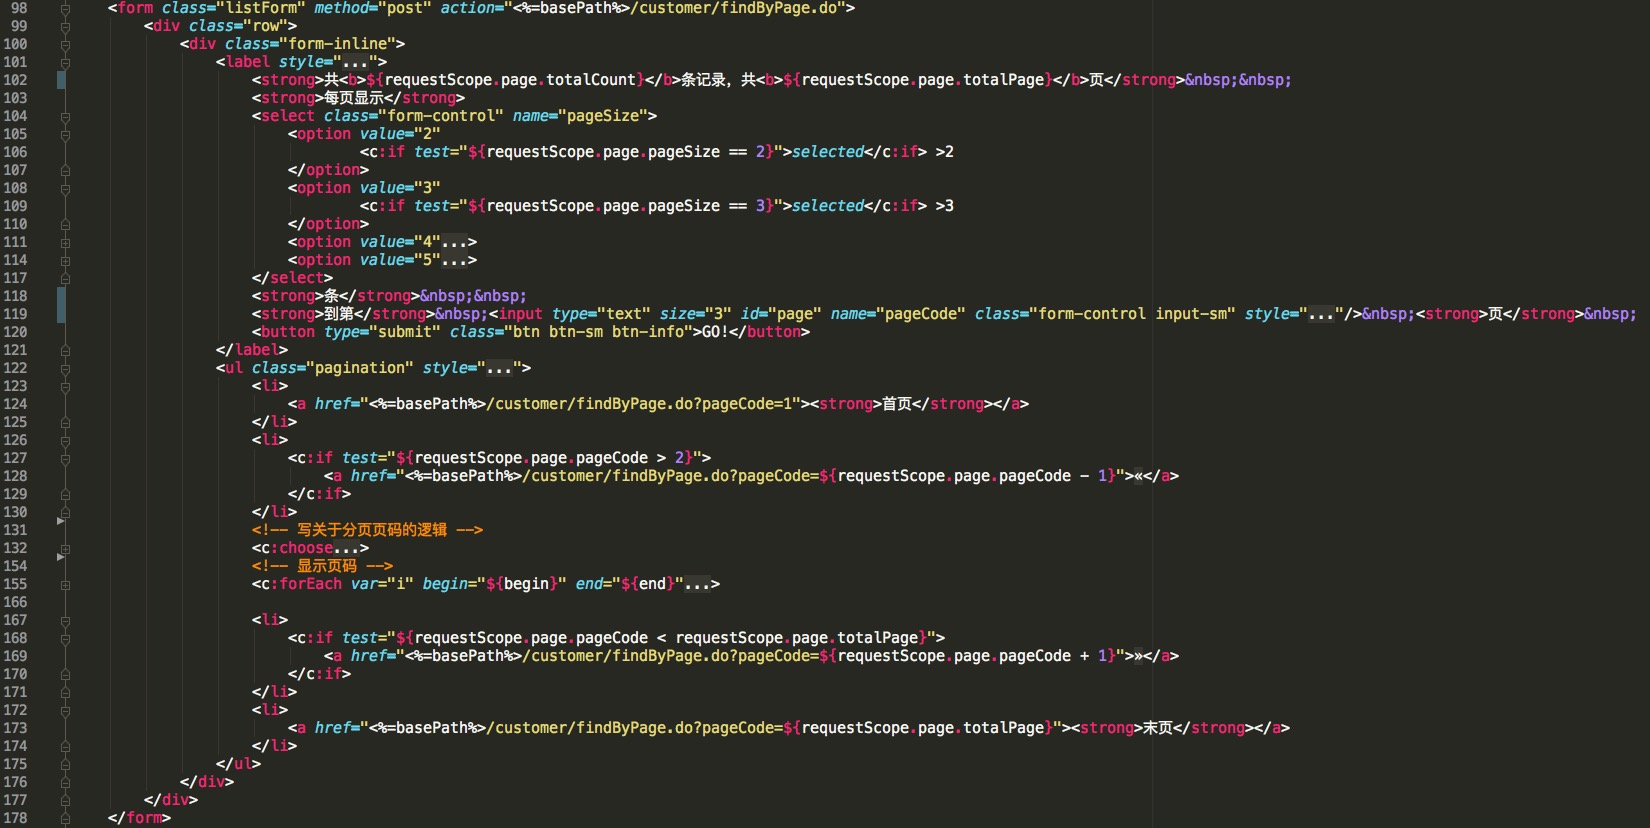 98 <form class="listForm" method="post" action="<%=basePath%>/customer/findByPage.do">
99 <div class="row">
100 <div class="form-inline">
101 <label style="...">
102 <strong>共<b>${requestScope.page.totalCount}</b>条记录，共<b>${requestScope.page.totalPage}</b>页</strong>&nbsp;&nbsp;
103 <strong>每页显示</strong>
104 <select class="form-control" name="pageSize">
105 <option value="2"
106 <c:if test="${requestScope.page.pageSize == 2}">selected</c:if> >2
107 </option>
108 <option value="3"
109 <c:if test="${requestScope.page.pageSize == 3}">selected</c:if> >3
110 </option>
111 <option value="4"...>
114 <option value="5"...>
117 </select>
118 <strong>条</strong>&nbsp;&nbsp;
119 <strong>到第</strong>&nbsp;<input type="text" size="3" id="page" name="pageCode" class="form-control input-sm" style="..."/>&nbsp;<strong>页</strong>&nbsp;
120 <button type="submit" class="btn btn-sm btn-info">GO!</button>
121 </label>
122 <ul class="pagination" style="...">
123 <li>
124 <a href="<%=basePath%>/customer/findByPage.do?pageCode=1"><strong>首页</strong></a>
125 </li>
126 <li>
127 <c:if test="${requestScope.page.pageCode > 2}">
128 <a href="<%=basePath%>/customer/findByPage.do?pageCode=${requestScope.page.pageCode - 1}">«</a>
129 </c:if>
130 </li>
131 <!-- 写关于分页页码的逻辑 -->
132 <c:choose...>
154 <!-- 显示页码 -->
155 <c:forEach var="i" begin="${begin}" end="${end}"...>
166
167 <li>
168 <c:if test="${requestScope.page.pageCode < requestScope.page.totalPage}">
169 <a href="<%=basePath%>/customer/findByPage.do?pageCode=${requestScope.page.pageCode + 1}">»</a>
170 </c:if>
171 </li>
172 <li>
173 <a href="<%=basePath%>/customer/findByPage.do?pageCode=${requestScope.page.totalPage}"><strong>末页</strong></a>
174 </li>
175 </ul>
176 </div>
177 </div>
178 </form>